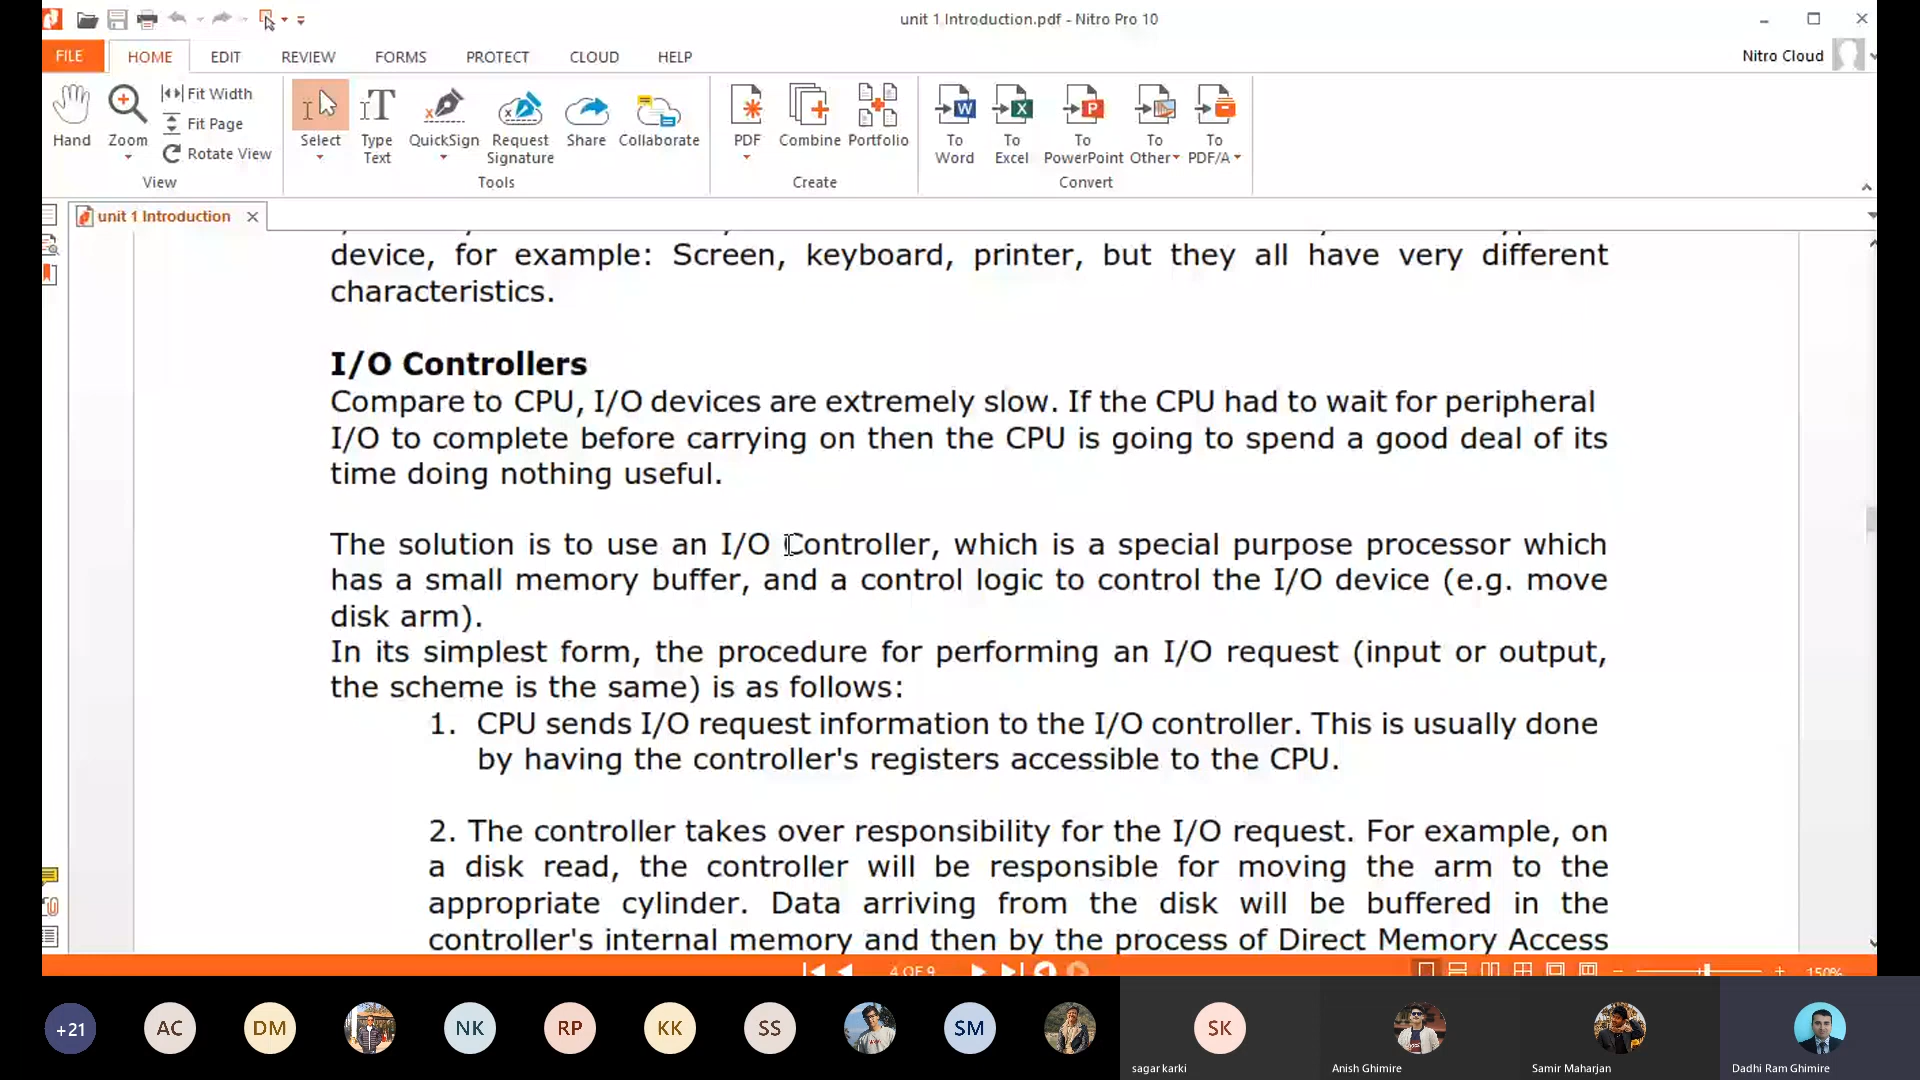 unit 1 Introduction.pdf - Nitro Pro 10
FILE HOME EDIT REVIEW FORMS PROTECT CLOUD HELP Nitro Cloud
Hand
Zoom
Fit Width
Fit Page
Rotate View
View
Select
Type Text
QuickSign
Request Signature
Share
Collaborate
Tools
PDF
Combine
Portfolio
Create
To Word
To Excel
To PowerPoint
To Other
To PDF/A
Convert
unit 1 Introduction
device, for example: Screen, keyboard, printer, but they all have very different
characteristics.
I/O Controllers
Compare to CPU, I/O devices are extremely slow. If the CPU had to wait for peripheral
I/O to complete before carrying on then the CPU is going to spend a good deal of its
time doing nothing useful.
The solution is to use an I/O Controller, which is a special purpose processor which
has a small memory buffer, and a control logic to control the I/O device (e.g. move
disk arm).
In its simplest form, the procedure for performing an I/O request (input or output,
the scheme is the same) is as follows:
1. CPU sends I/O request information to the I/O controller. This is usually done
by having the controller's registers accessible to the CPU.
2. The controller takes over responsibility for the I/O request. For example, on
a disk read, the controller will be responsible for moving the arm to the
appropriate cylinder. Data arriving from the disk will be buffered in the
controller's internal memory and then by the process of Direct Memory Access
4 OF 9
150%
+21 AC DM NK RP KK SS SM SK
sagar karki
Anish Ghimire
Samir Maharjan
Dadhi Ram Ghimire